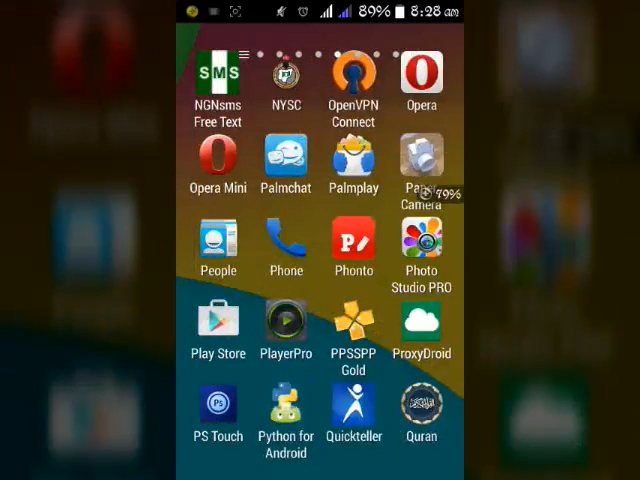 89% 8:28 am
SMS
NGNsms
Free Text
NYSC
OpenVPN
Connect
Opera
Opera Mini
Palmchat
Palmplay
Paper
Camera
79%
People
Phone
Phonto
Photo
Studio PRO
Play Store
PlayerPro
PPSSPP
Gold
ProxyDroid
Ps
PS Touch
Python for
Android
Quickteller
Quran